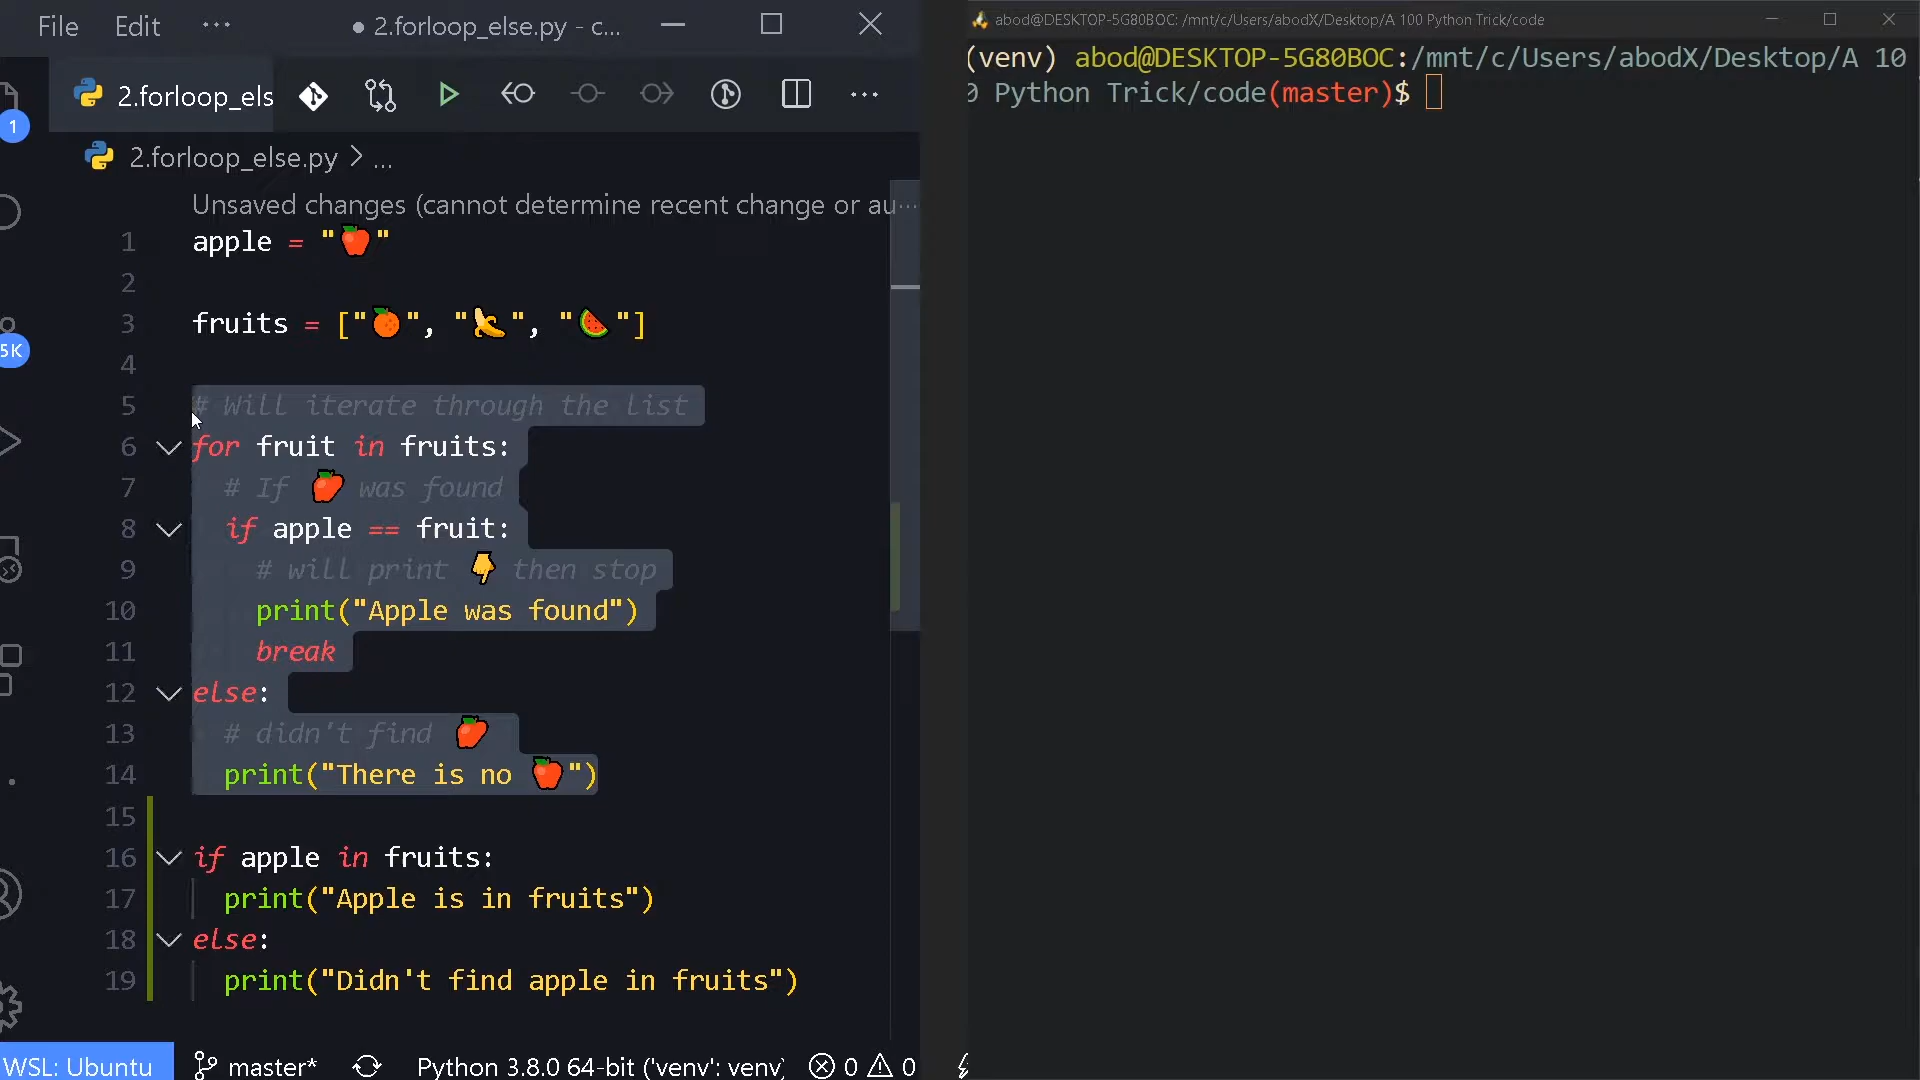 File Edit ··· ● 2.forloop_else.py - c...
2.forloop_els
2.forloop_else.py > ...
Unsaved changes (cannot determine recent change or au...
1 apple = "🍎"
2
3 fruits = ["🍊", "🍌", "🍉"]
4
5 # Will iterate through the list
6 for fruit in fruits:
7 # If 🍎 was found
8 if apple == fruit:
9 # will print 👇 then stop
10 print("Apple was found")
11 break
12 else:
13 # didn't find 🍎
14 print("There is no 🍎")
15
16 if apple in fruits:
17 print("Apple is in fruits")
18 else:
19 print("Didn't find apple in fruits")
1
5K
WSL: Ubuntu master* Python 3.8.0 64-bit ('venv': venv) 0 0
abod@DESKTOP-5G80BOC: /mnt/c/Users/abodX/Desktop/A 100 Python Trick/code
(venv) abod@DESKTOP-5G80BOC:/mnt/c/Users/abodX/Desktop/A 10
0 Python Trick/code(master)$